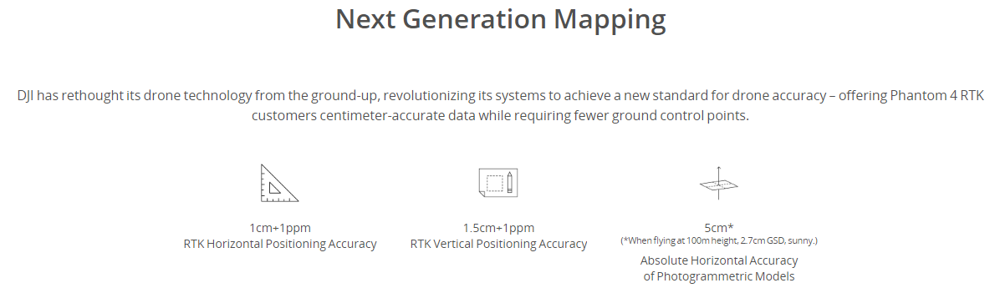 Next Generation Mapping
DJI has rethought its drone technology from the ground-up, revolutionizing its systems to achieve a new standard for drone accuracy – offering Phantom 4 RTK
customers centimeter-accurate data while requiring fewer ground control points.
1cm+1ppm
RTK Horizontal Positioning Accuracy
1.5cm+1ppm
RTK Vertical Positioning Accuracy
5cm*
(*When flying at 100m height, 2.7cm GSD, sunny.)
Absolute Horizontal Accuracy
of Photogrammetric Models